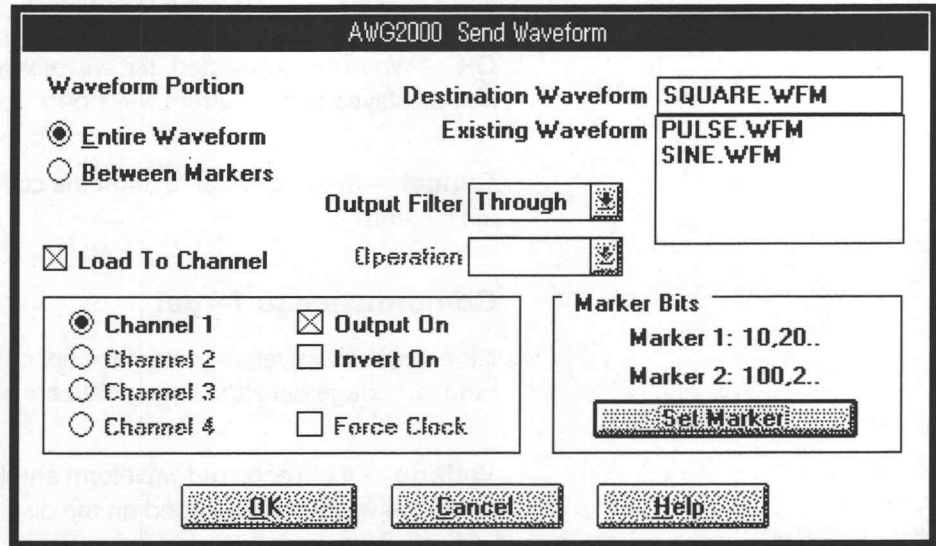 AWG2000 Send Waveform
Waveform Portion
Entire Waveform
Between Markers
Destination Waveform SQUARE.WFM
Existing Waveform PULSE.WFM
SINE.WFM
Output Filter Through
Load To Channel
Operation
Channel 1
Channel 2
Channel 3
Channel 4
Output On
Invert On
Force Clock
Marker Bits
Marker 1: 10,20..
Marker 2: 100,2..
Set Marker
OK
Cancel
Help